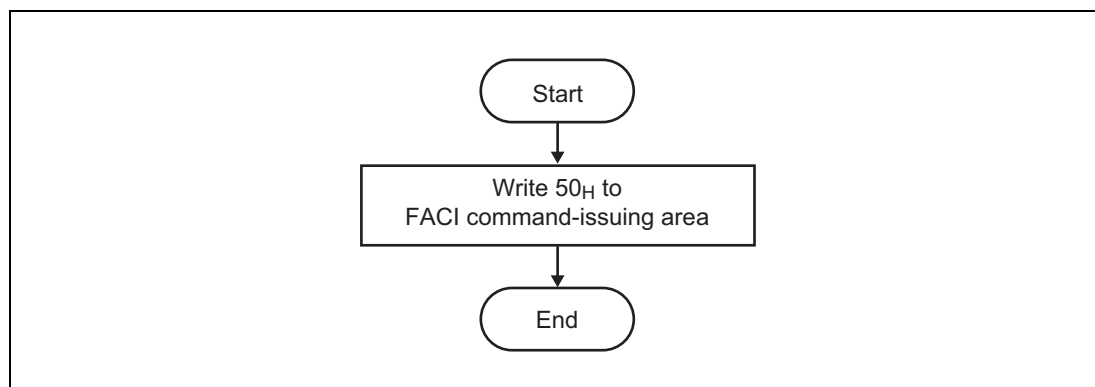 Start
Write 50H to
FACI command-issuing area
End